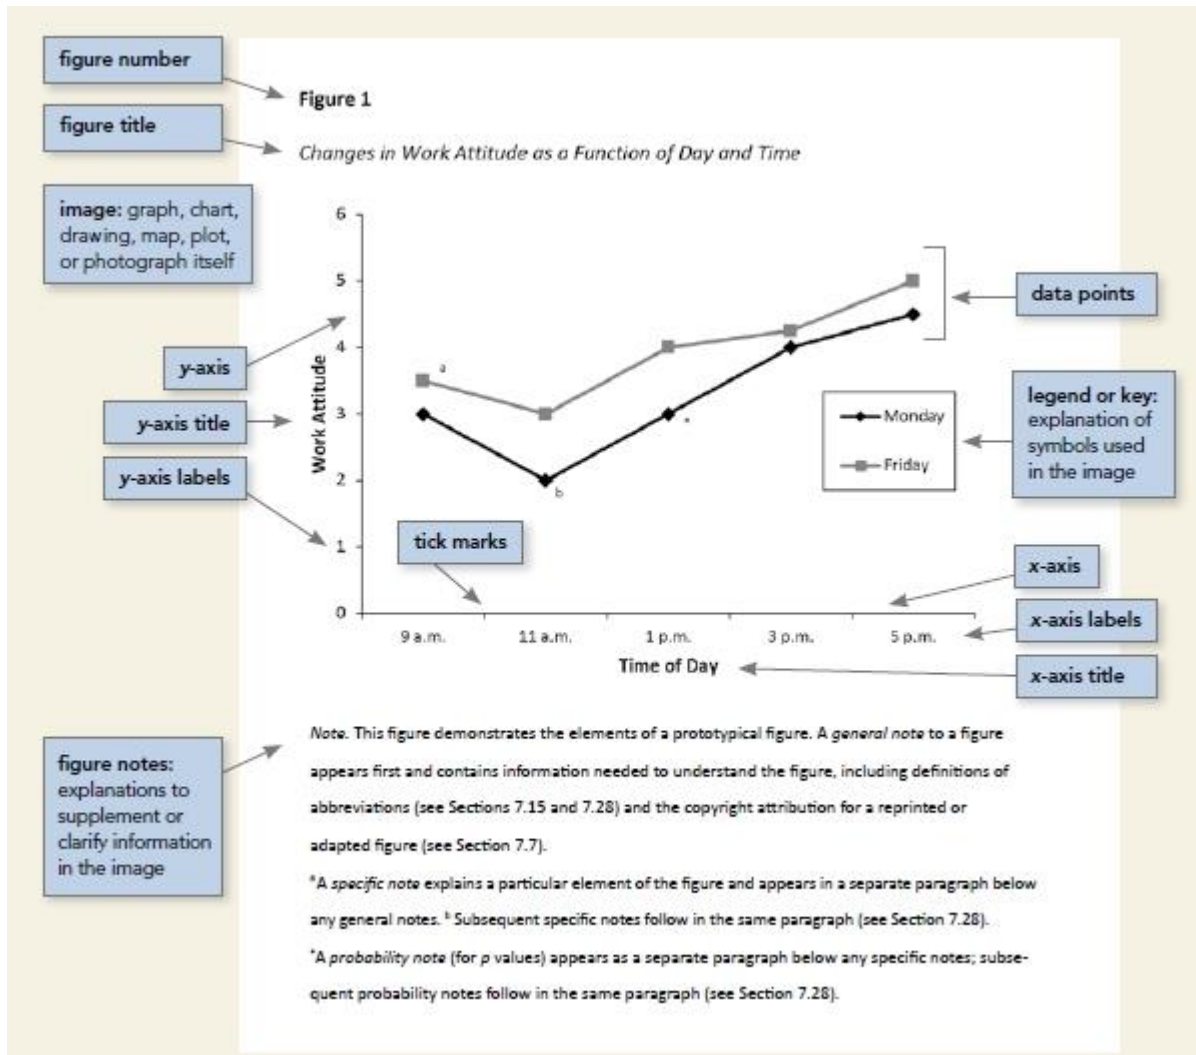 figure number
Figure 1
figure title
Changes in Work Attitude as a Function of Day and Time
image: graph, chart,
drawing, map, plot,
or photograph itself
6
5
4
3
2
1
0
y-axis
y-axis title
y-axis labels
Work Attitude
a
b
*
tick marks
data points
Monday
Friday
legend or key:
explanation of
symbols used
in the image
x-axis
x-axis labels
x-axis title
9 a.m. 11 a.m. 1 p.m. 3 p.m. 5 p.m.
Time of Day
figure notes:
explanations to
supplement or
clarify information
in the image
Note. This figure demonstrates the elements of a prototypical figure. A general note to a figure
appears first and contains information needed to understand the figure, including definitions of
abbreviations (see Sections 7.15 and 7.28) and the copyright attribution for a reprinted or
adapted figure (see Section 7.7).
ᵃA specific note explains a particular element of the figure and appears in a separate paragraph below
any general notes. ᵇ Subsequent specific notes follow in the same paragraph (see Section 7.28).
*A probability note (for p values) appears as a separate paragraph below any specific notes; subse-
quent probability notes follow in the same paragraph (see Section 7.28).